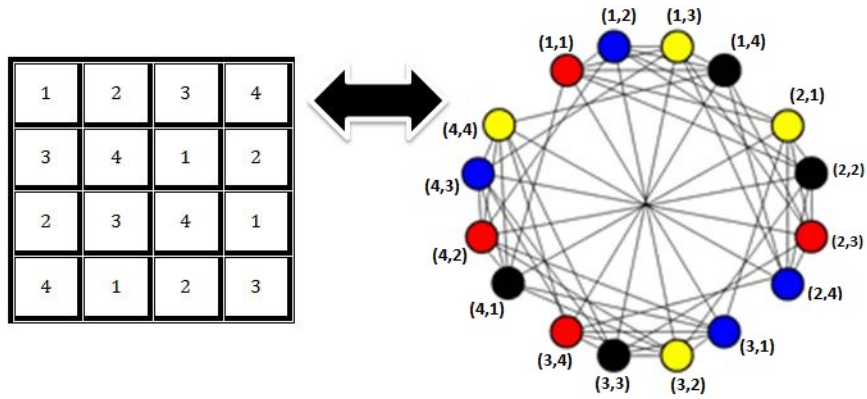 1 2 3 4
3 4 1 2
2 3 4 1
4 1 2 3
(1,2) (1,3)
(1,1) (1,4)
(4,4) (2,1)
(4,3) (2,2)
(4,2) (2,3)
(4,1) (2,4)
(3,4) (3,1)
(3,3) (3,2)